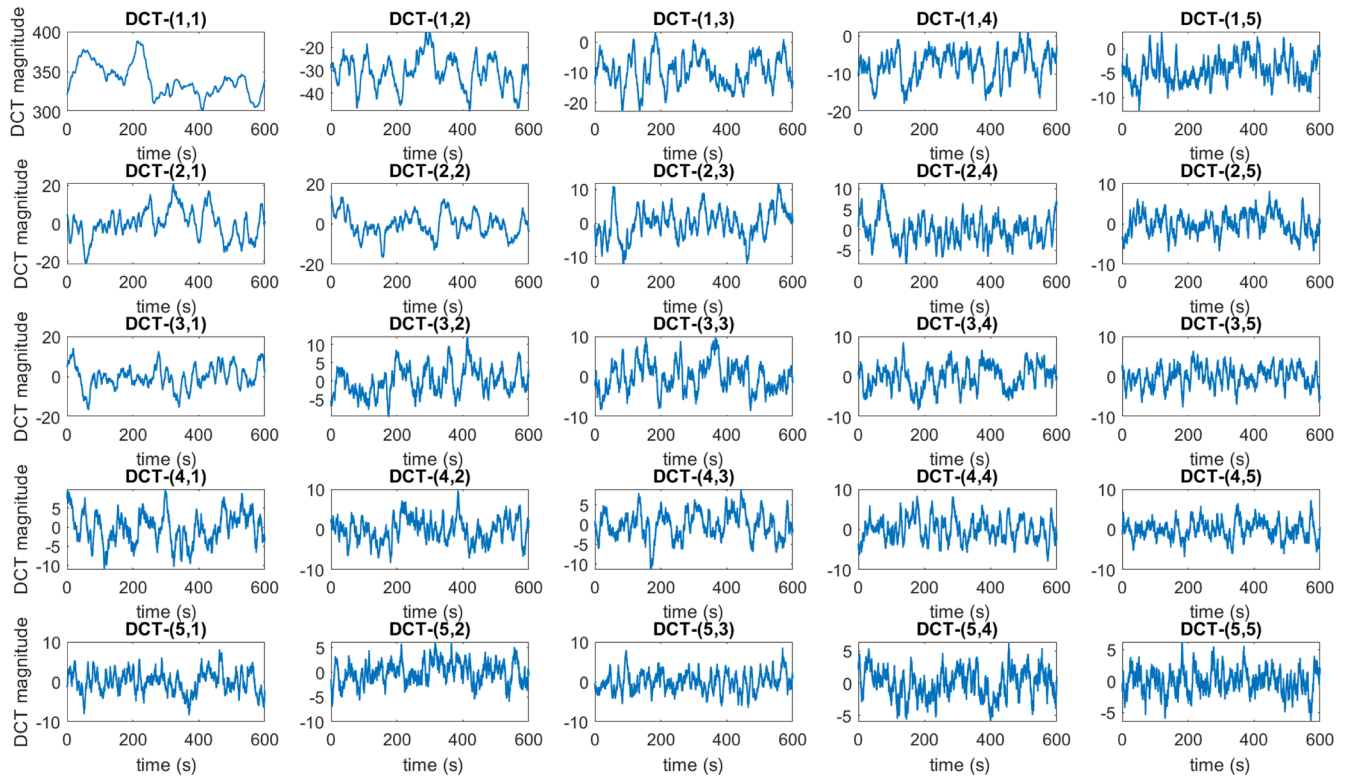 DCT-(1,1) DCT-(1,2) DCT-(1,3) DCT-(1,4) DCT-(1,5)
DCT magnitude
400 350 300
-20 -30 -40
0 -10 -20
0 -10 -20
0 -5 -10
0 200 400 600 0 200 400 600 0 200 400 600 0 200 400 600 0 200 400 600
time (s) time (s) time (s) time (s) time (s)
DCT-(2,1) DCT-(2,2) DCT-(2,3) DCT-(2,4) DCT-(2,5)
DCT magnitude
20 0 -20
20 0 -20
10 0 -10
10 5 0 -5
10 0 -10
0 200 400 600 0 200 400 600 0 200 400 600 0 200 400 600 0 200 400 600
time (s) time (s) time (s) time (s) time (s)
DCT-(3,1) DCT-(3,2) DCT-(3,3) DCT-(3,4) DCT-(3,5)
DCT magnitude
20 0 -20
10 5 0 -5
10 0 -10
10 0 -10
10 0 -10
0 200 400 600 0 200 400 600 0 200 400 600 0 200 400 600 0 200 400 600
time (s) time (s) time (s) time (s) time (s)
DCT-(4,1) DCT-(4,2) DCT-(4,3) DCT-(4,4) DCT-(4,5)
DCT magnitude
5 0 -5 -10
10 0 -10
5 0 -5 -10
10 0 -10
10 0 -10
0 200 400 600 0 200 400 600 0 200 400 600 0 200 400 600 0 200 400 600
time (s) time (s) time (s) time (s) time (s)
DCT-(5,1) DCT-(5,2) DCT-(5,3) DCT-(5,4) DCT-(5,5)
DCT magnitude
10 0 -10
5 0 -5
10 0 -10
5 0 -5
5 0 -5
0 200 400 600 0 200 400 600 0 200 400 600 0 200 400 600 0 200 400 600
time (s) time (s) time (s) time (s) time (s)